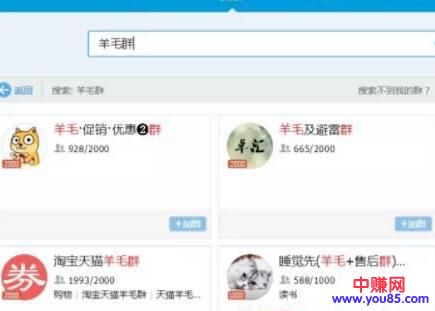 羊毛群
返回
搜索: 羊毛群
搜索不到我的群?
羊毛·促销·优惠❷群
928/2000
2000
+加群
羊毛及避雷群
665/2000
卓汇
2000
+加群
淘宝天猫羊毛群
1993/2000
购物 | 淘宝天猫羊毛群 | 天猫...
券
2000
睡觉先(羊毛+售后群)...
588/1000
读书
中赚网
www.you85.com